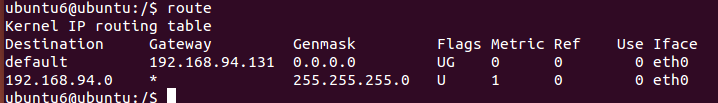 ubuntu6@ubuntu:/$ route
Kernel IP routing table
Destination Gateway Genmask Flags Metric Ref Use Iface
default 192.168.94.131 0.0.0.0 UG 0 0 0 eth0
192.168.94.0 * 255.255.255.0 U 1 0 0 eth0
ubuntu6@ubuntu:/$